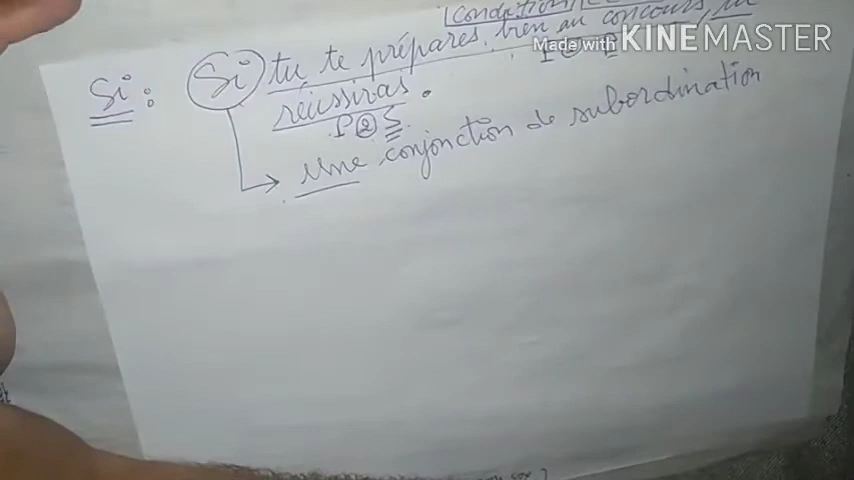 Condition
Si : Si tu te prépares bien au concours, tu
Made with KINEMASTER
réussiras.
P② S
une conjonction de subordination